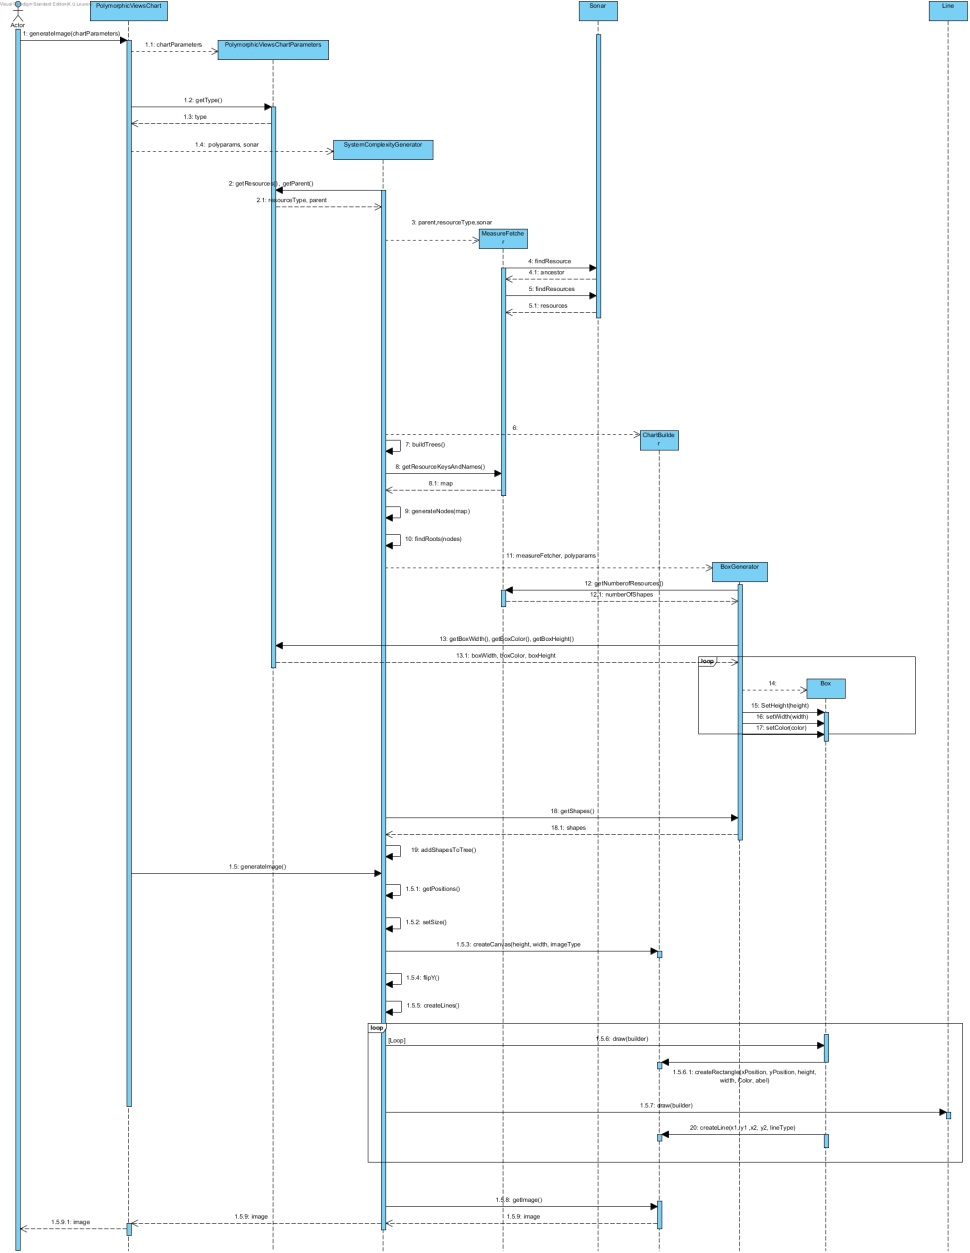 PolymorphicViewsChart
Sonar
Line
Actor
1: generateImage(chartParameters)
1.1: chartParameters
PolymorphicViewsChartParameters
1.2: getType()
1.3: type
1.4: polyparams, sonar
SystemComplexityGenerator
2: getResources(), getParent()
2.1: resourceType, parent
3: parent,resourceType,sonar
MeasureFetche
r
4: findResource
4.1: ancestor
5: findResources
5.1: resources
6:
ChartBuilde
r
7: buildTrees()
8: getResourceKeysAndNames()
8.1: map
9: generateNodes(map)
10: findRoots(nodes)
11: measureFetcher, polyparams
BoxGenerator
12: getNumberofResources()
12.1: numberOfShapes
13: getBoxWidth(), getBoxColor(), getBoxHeight()
13.1: boxWidth, boxColor, boxHeight
loop
14:
Box
15: SetHeight(height)
16: setWidth(width)
17: setColor(color)
18: getShapes()
18.1: shapes
19: addShapesToTree()
1.5: generateImage()
1.5.1: getPositions()
1.5.2: setSize()
1.5.3: createCanvas(height, width, imageType
1.5.4: flipY()
1.5.5: createLines()
loop
[Loop]
1.5.6: draw(builder)
1.5.6.1: createRectangle(xPosition, yPosition, height,
width, Color, abel)
1.5.7: draw(builder)
20: createLine(x1, y1 ,x2, y2, lineType)
1.5.8: getImage()
1.5.9: image
1.5.9: image
1.5.9.1: image